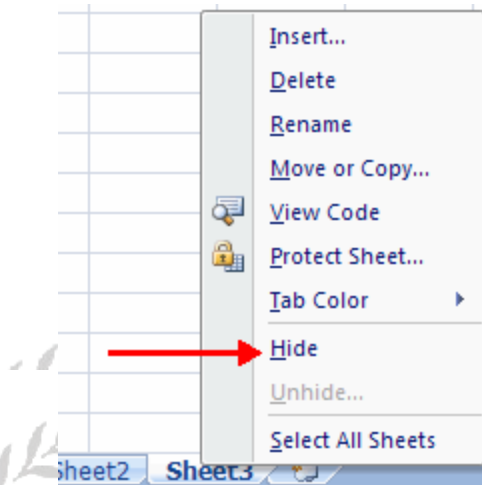 Insert...
Delete
Rename
Move or Copy...
View Code
Protect Sheet...
Tab Color
Hide
Unhide...
Select All Sheets
Sheet2 Sheet3